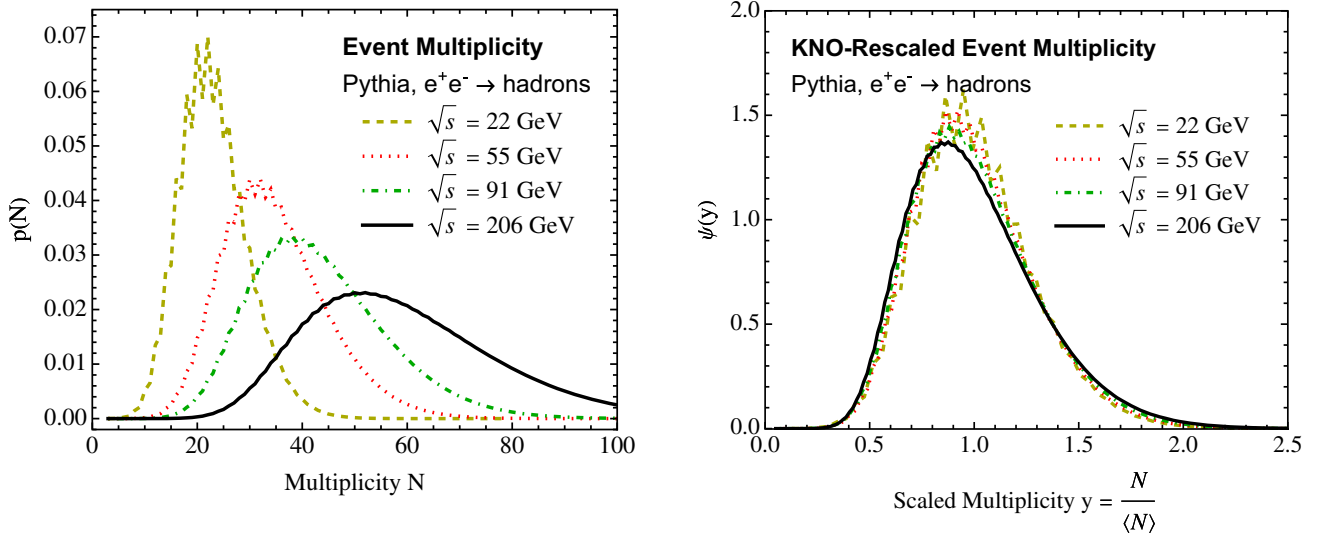 Event Multiplicity
Pythia, e⁺e⁻ → hadrons
√s = 22 GeV
√s = 55 GeV
√s = 91 GeV
√s = 206 GeV
p(N)
0.07
0.06
0.05
0.04
0.03
0.02
0.01
0.00
0 20 40 60 80 100
Multiplicity N
KNO-Rescaled Event Multiplicity
Pythia, e⁺e⁻ → hadrons
√s = 22 GeV
√s = 55 GeV
√s = 91 GeV
√s = 206 GeV
ψ(y)
2.0
1.5
1.0
0.5
0.0
0.0 0.5 1.0 1.5 2.0 2.5
Scaled Multiplicity y = N / ⟨N⟩